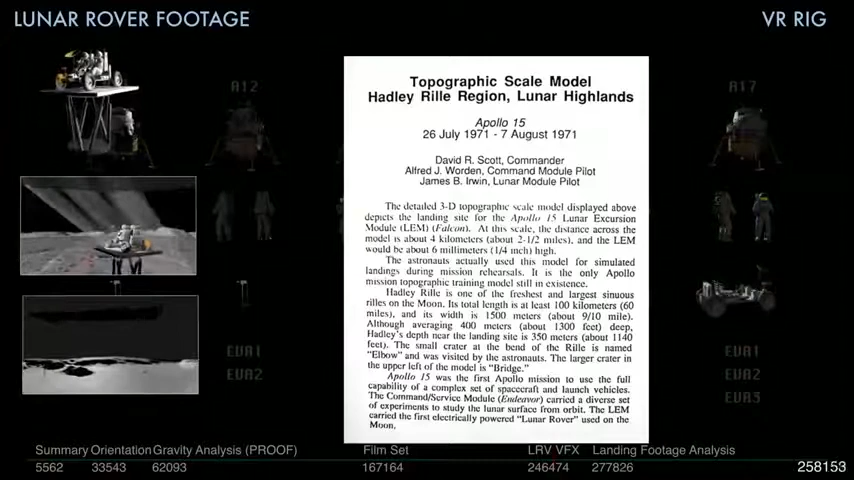 LUNAR ROVER FOOTAGE
VR RIG
A12
A17
Topographic Scale Model
Hadley Rille Region, Lunar Highlands
Apollo 15
26 July 1971 - 7 August 1971
David R. Scott, Commander
Alfred J. Worden, Command Module Pilot
James B. Irwin, Lunar Module Pilot
The detailed 3-D topographic scale model displayed above
depicts the landing site for the Apollo 15 Lunar Excursion
Module (LEM) (Falcon). At this scale, the distance across the
model is about 4 kilometers (about 2-1/2 miles), and the LEM
would be about 6 millimeters (1/4 inch) high.
The astronauts actually used this model for simulated
landings during mission rehearsals. It is the only Apollo
mission topographic training model still in existence.
Hadley Rille is one of the freshest and largest sinuous
rilles on the Moon. Its total length is at least 100 kilometers (60
miles), and its width is 1500 meters (about 9/10 mile).
Although averaging 400 meters (about 1300 feet) deep,
Hadley's depth near the landing site is 350 meters (about 1140
feet). The small crater at the bend of the Rille is named
"Elbow" and was visited by the astronauts. The larger crater in
the upper left of the model is "Bridge."
Apollo 15 was the first Apollo mission to use the full
capability of a complex set of spacecraft and launch vehicles.
The Command/Service Module (Endeavor) carried a diverse set
of experiments to study the lunar surface from orbit. The LEM
carried the first electrically powered "Lunar Rover" used on the
Moon.
EVA1
EVA2
EVA1
EVA2
EVA3
Summary Orientation Gravity Analysis (PROOF) Film Set LRV VFX Landing Footage Analysis
5562 33543 62093 167164 246474 277826 258153